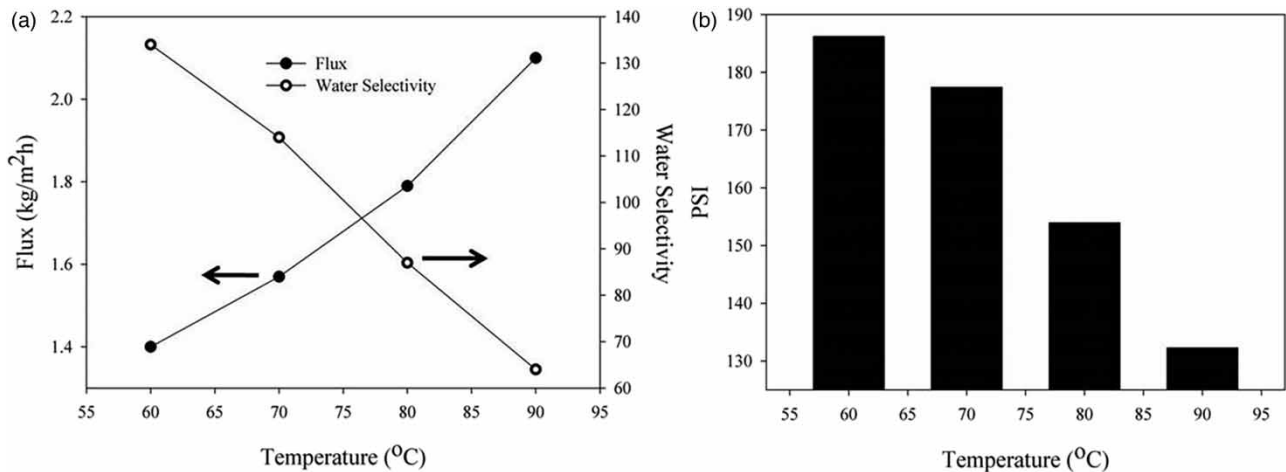 (a)
2.2
2.0
1.8
1.6
1.4
Flux (kg/m²h)
Flux
Water Selectivity
140
130
120
110
100
90
80
70
60
Water Selectivity
55 60 65 70 75 80 85 90 95
Temperature (°C)
(b)
190
180
170
160
150
140
130
PSI
55 60 65 70 75 80 85 90 95
Temperature (°C)